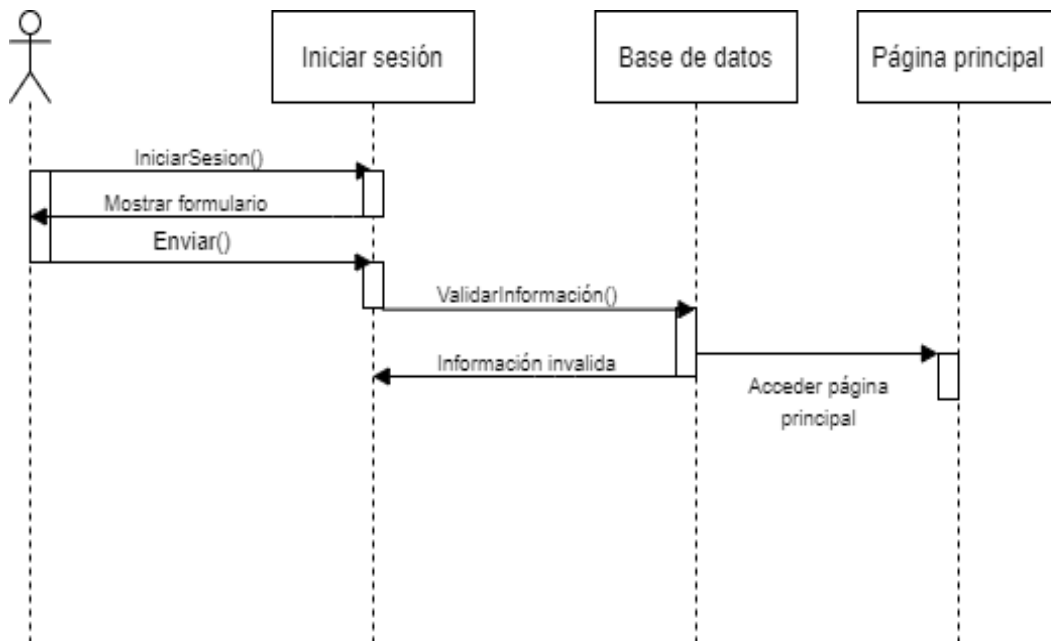 Iniciar sesión
Base de datos
Página principal
IniciarSesion()
Mostrar formulario
Enviar()
ValidarInformación()
Información invalida
Acceder página
principal